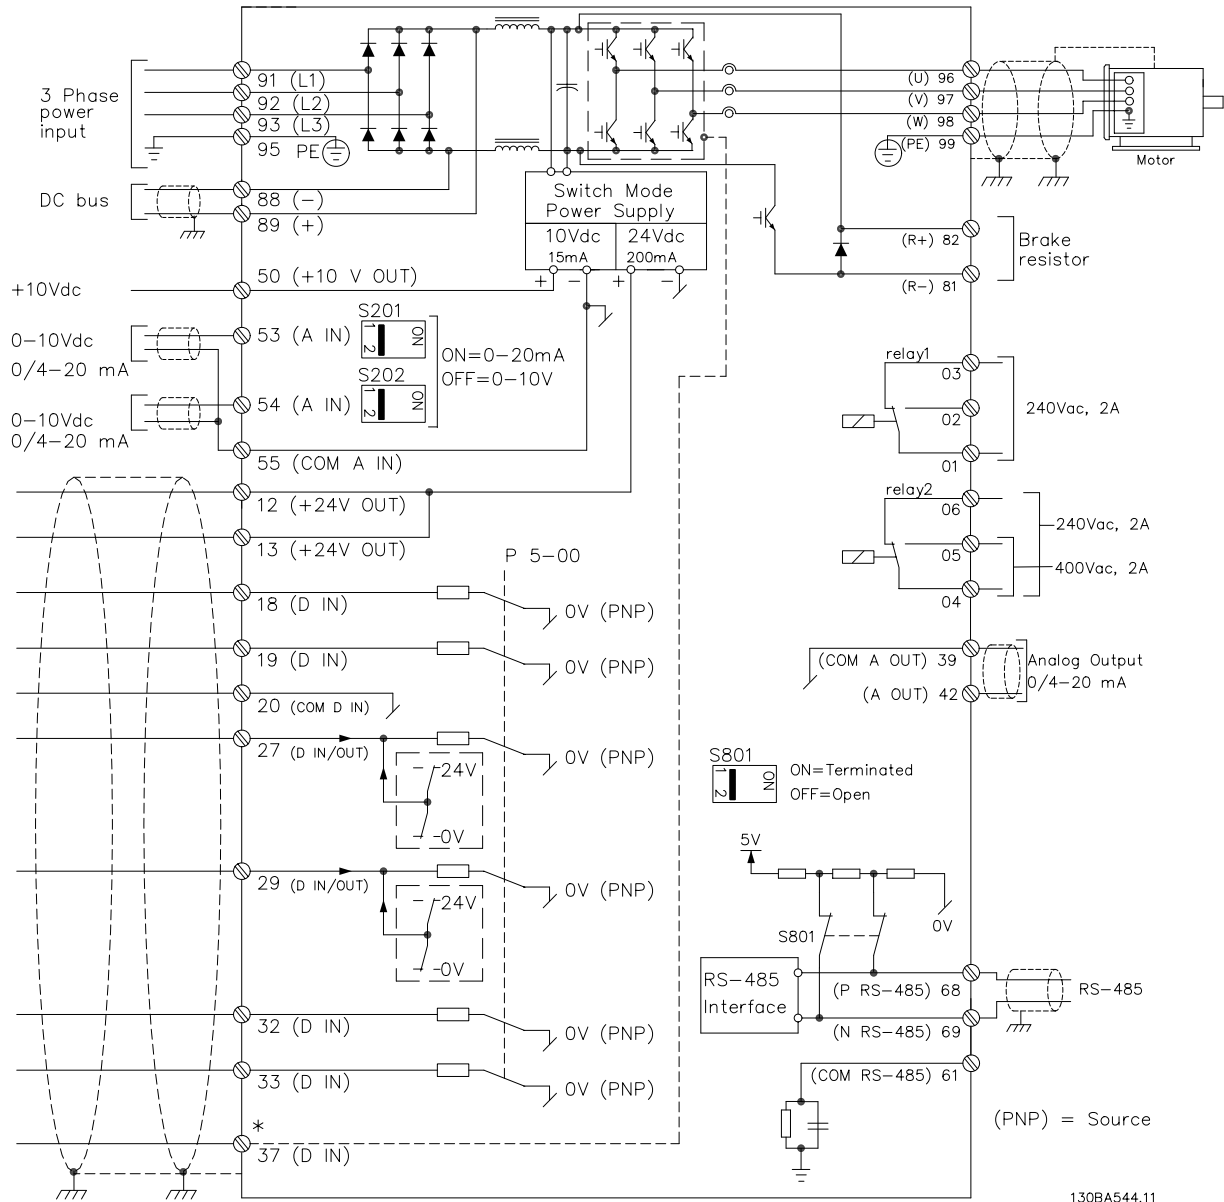 3 Phase
power
input
91 (L1)
92 (L2)
93 (L3)
95 PE
DC bus
88 (−)
89 (+)
Switch Mode
Power Supply
10Vdc
15mA
24Vdc
200mA
+ − + −
(U) 96
(V) 97
(W) 98
(PE) 99
Motor
(R+) 82
(R−) 81
Brake
resistor
+10Vdc
50 (+10 V OUT)
0−10Vdc
0/4−20 mA
53 (A IN)
S201
1 2
ON
ON=0−20mA
OFF=0−10V
S202
1 2
ON
0−10Vdc
0/4−20 mA
54 (A IN)
55 (COM A IN)
12 (+24V OUT)
13 (+24V OUT)
relay1
03
02
01
240Vac, 2A
relay2
06
05
04
240Vac, 2A
400Vac, 2A
P 5−00
18 (D IN)
0V (PNP)
19 (D IN)
0V (PNP)
20 (COM D IN)
27 (D IN/OUT)
24V
0V
0V (PNP)
29 (D IN/OUT)
24V
0V
0V (PNP)
32 (D IN)
0V (PNP)
33 (D IN)
0V (PNP)
*
37 (D IN)
(COM A OUT) 39
(A OUT) 42
Analog Output
0/4−20 mA
S801
1 2
ON
ON=Terminated
OFF=Open
5V
0V
S801
RS−485
Interface
(P RS−485) 68
(N RS−485) 69
(COM RS−485) 61
RS−485
(PNP) = Source
130BA544.11